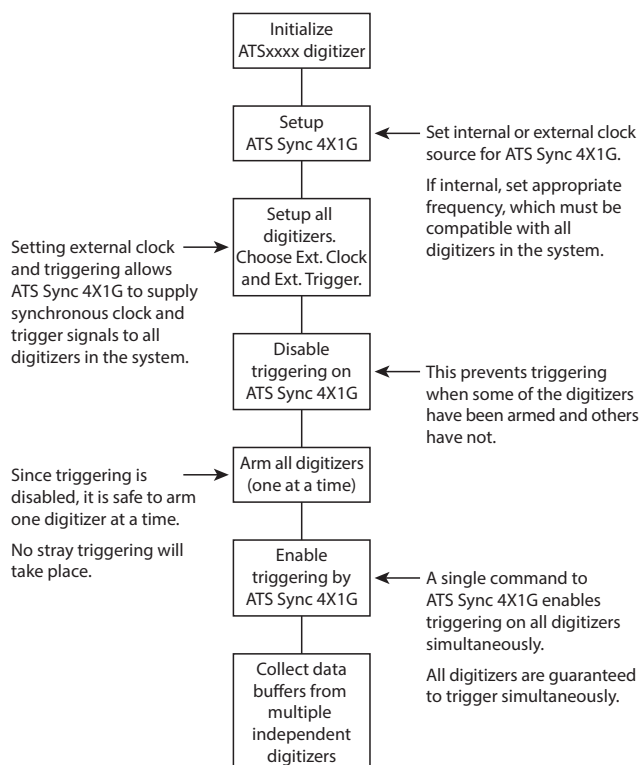 Initialize
ATSxxxx digitizer
Setup
ATS Sync 4X1G
Set internal or external clock
source for ATS Sync 4X1G.
If internal, set appropriate
frequency, which must be
compatible with all
digitizers in the system.
Setup all
digitizers.
Choose Ext. Clock
and Ext. Trigger.
Setting external clock
and triggering allows
ATS Sync 4X1G to supply
synchronous clock and
trigger signals to all
digitizers in the system.
Disable
triggering on
ATS Sync 4X1G
This prevents triggering
when some of the digitizers
have been armed and others
have not.
Arm all digitizers
(one at a time)
Since triggering is
disabled, it is safe to arm
one digitizer at a time.
No stray triggering will
take place.
Enable
triggering by
ATS Sync 4X1G
A single command to
ATS Sync 4X1G enables
triggering on all digitizers
simultaneously.
All digitizers are guaranteed
to trigger simultaneously.
Collect data
buffers from
multiple
independent
digitizers